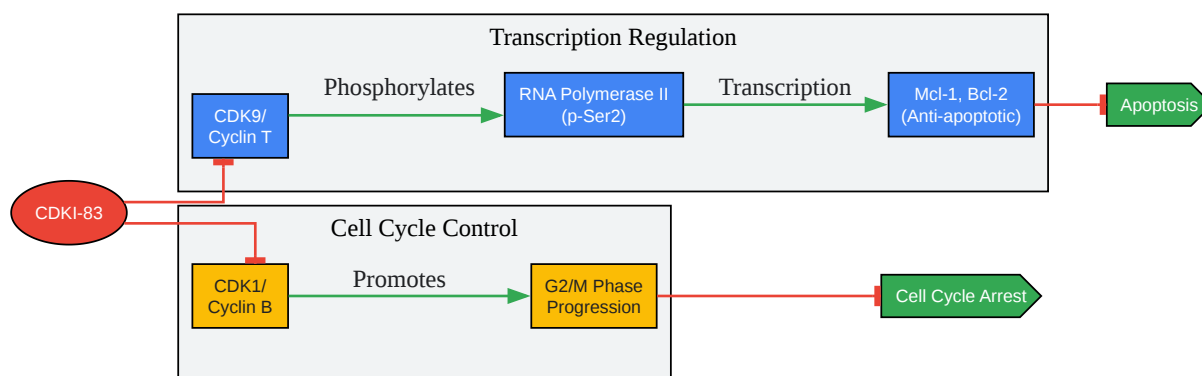 Transcription Regulation
Phosphorylates
Transcription
CDK9/
Cyclin T
RNA Polymerase II
(p-Ser2)
Mcl-1, Bcl-2
(Anti-apoptotic)
Apoptosis
CDKI-83
Cell Cycle Control
CDK1/
Cyclin B
Promotes
G2/M Phase
Progression
Cell Cycle Arrest